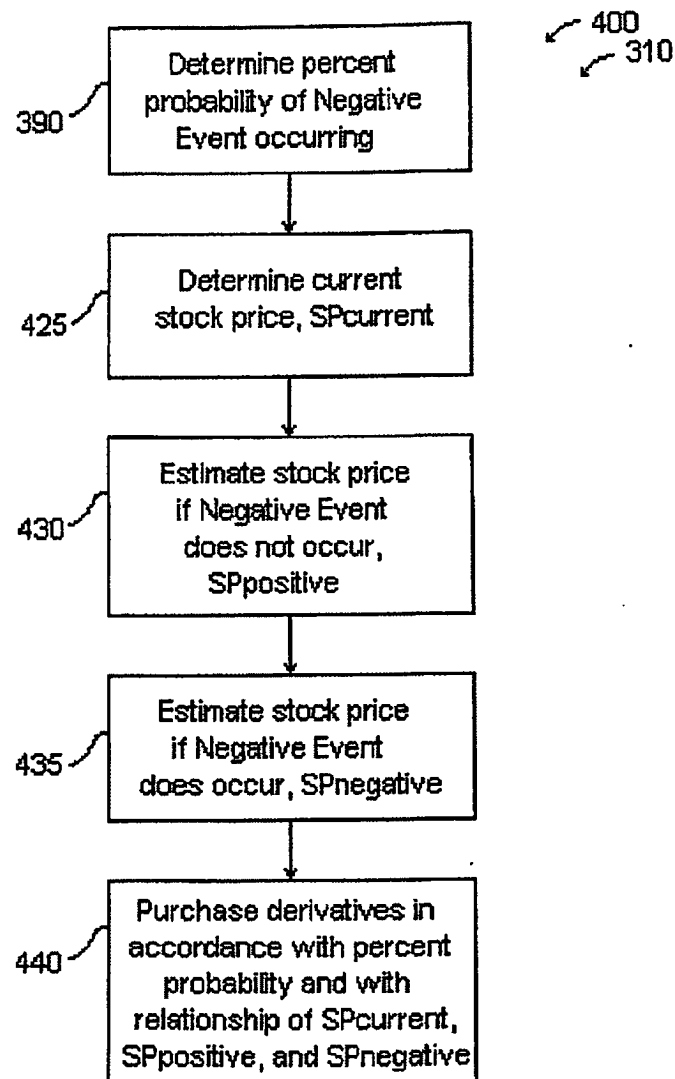 400
310
390
Determine percent
probability of Negative
Event occurring
425
Determine current
stock price, SPcurrent
430
Estimate stock price
if Negative Event
does not occur,
SPpositive
435
Estimate stock price
if Negative Event
does occur, SPnegative
440
Purchase derivatives in
accordance with percent
probability and with
relationship of SPcurrent,
SPpositive, and SPnegative